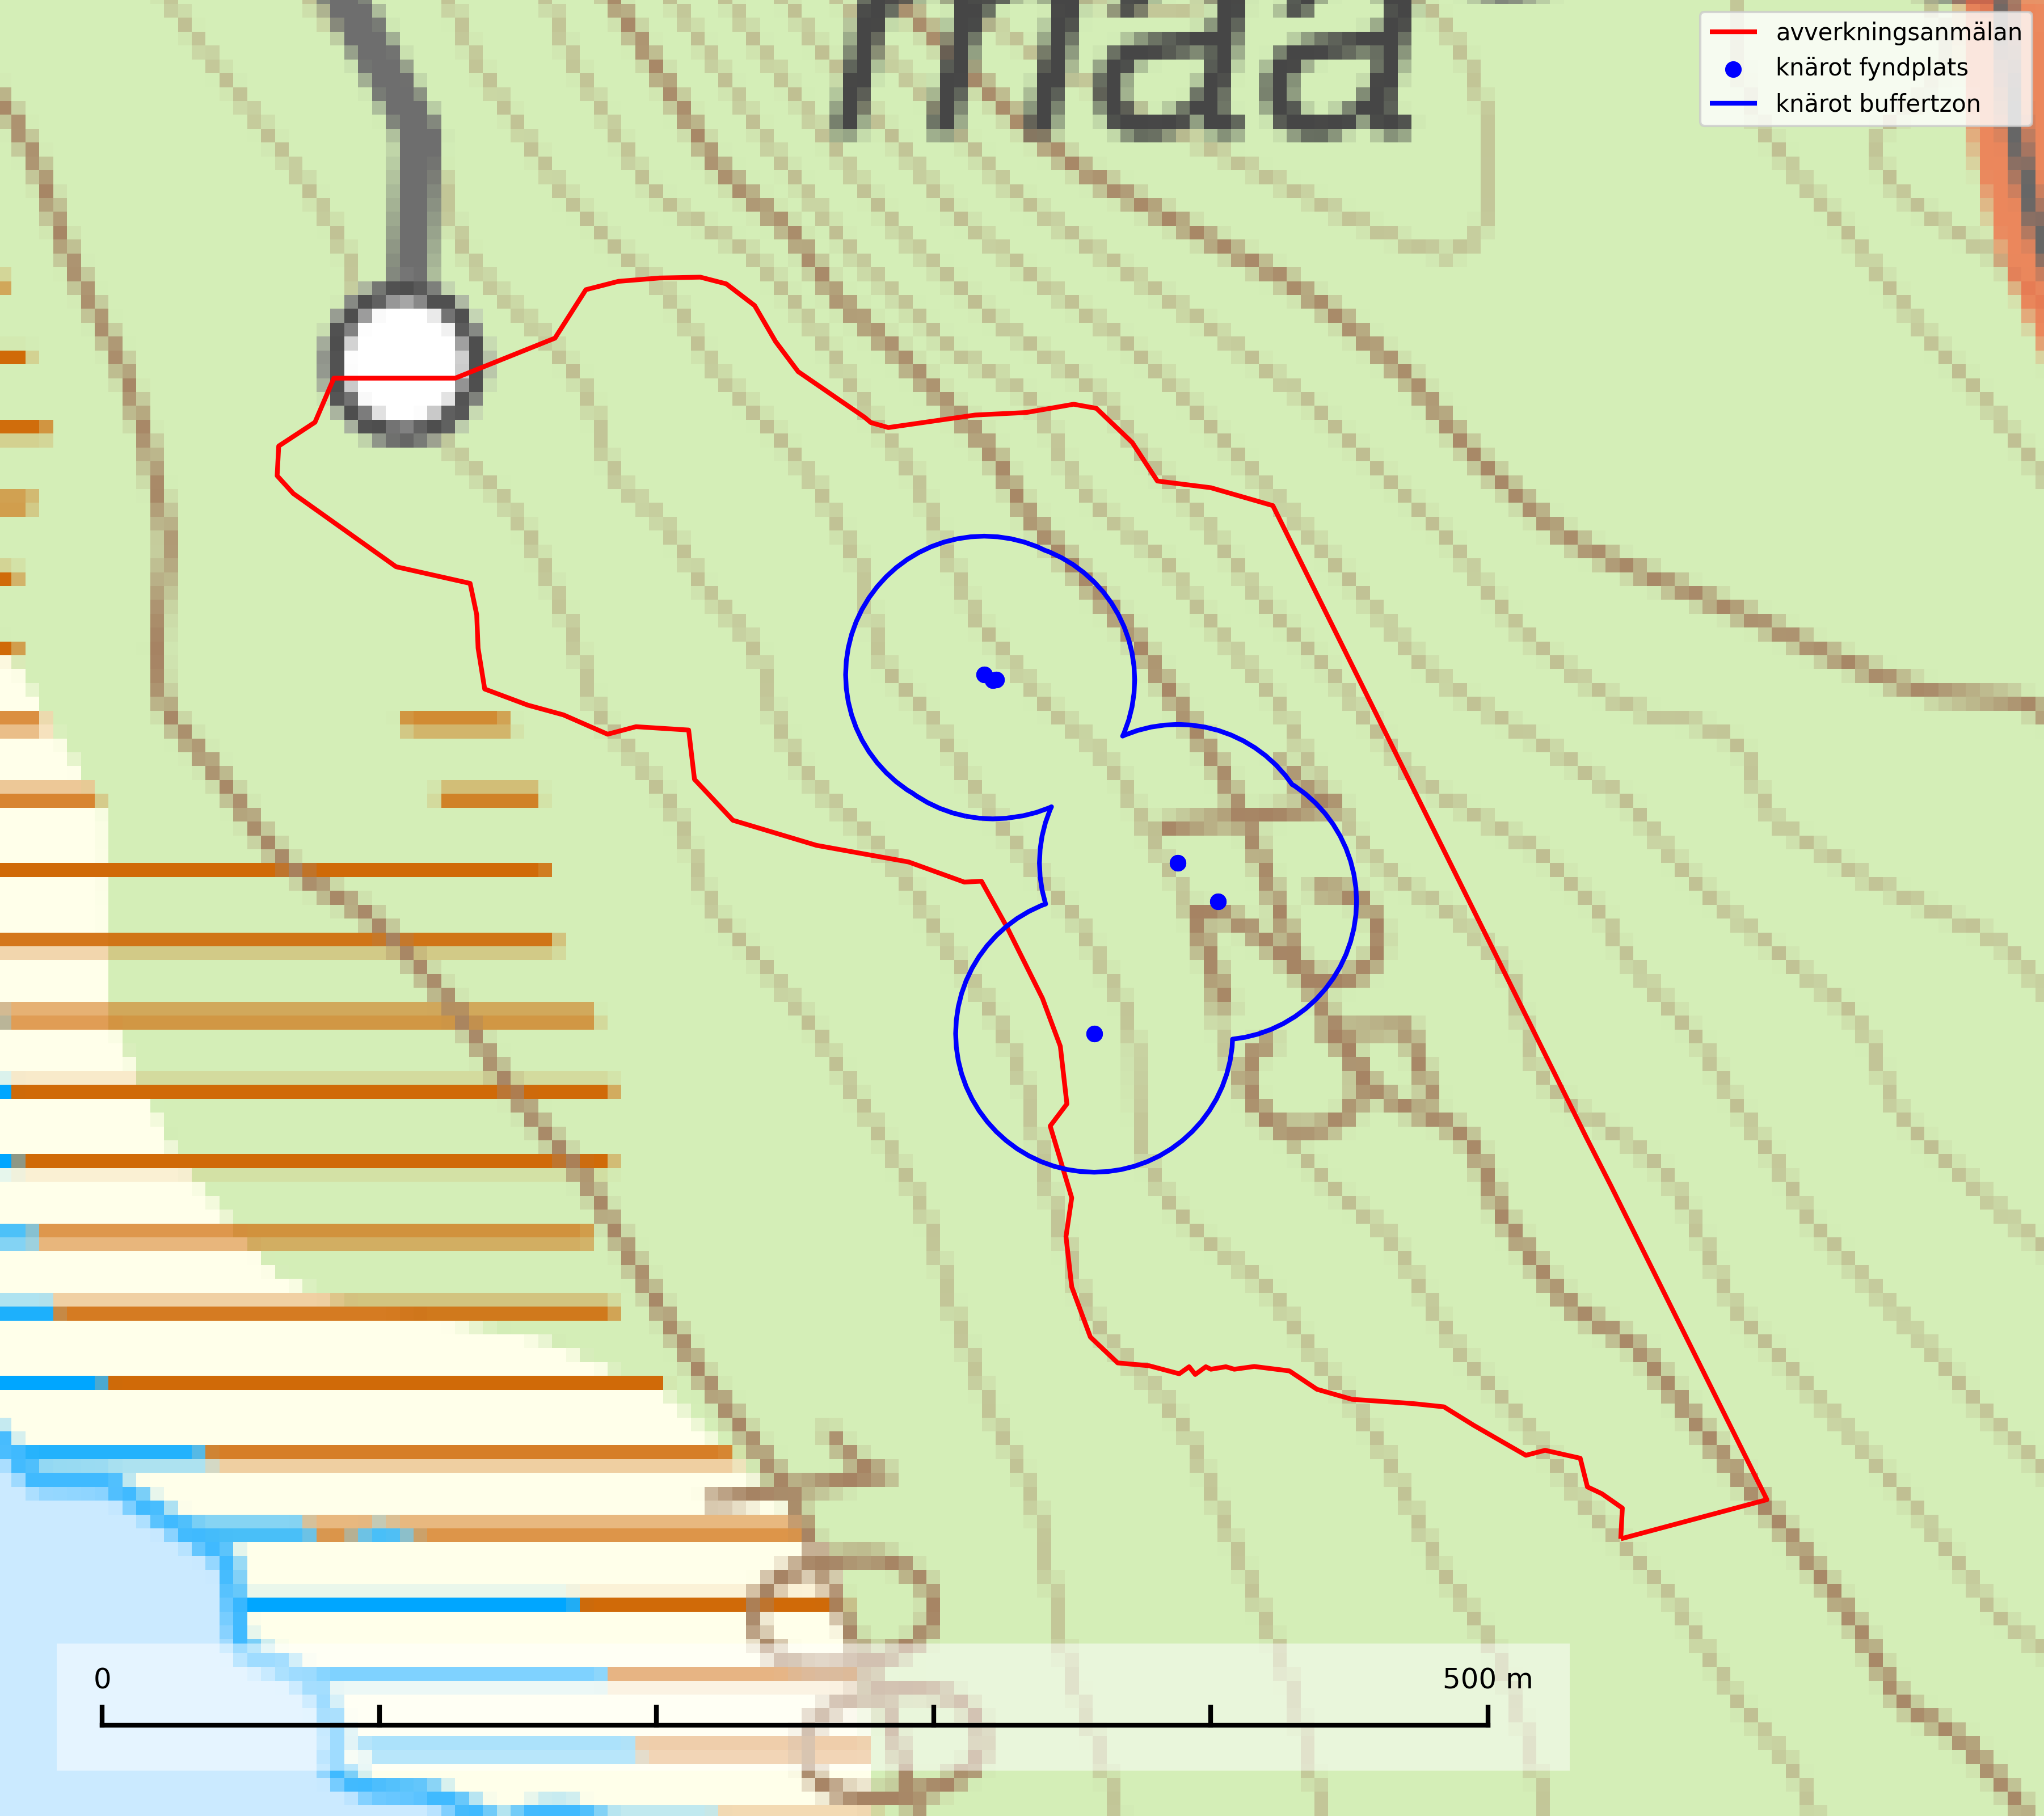 avverkningsanmälan
knärot fyndplats
knärot buffertzon
0 500 m